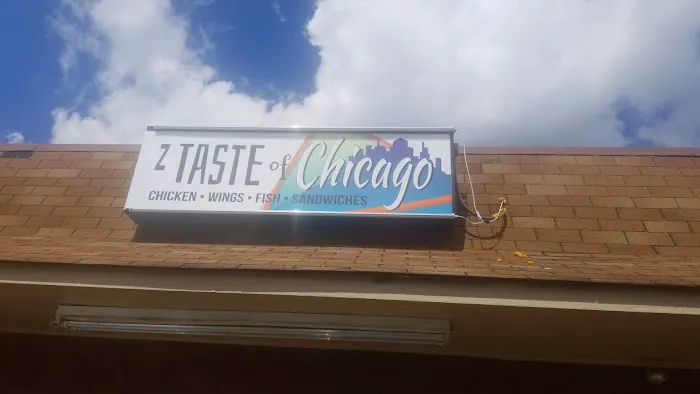 Z TASTE of Chicago
CHICKEN • WINGS • FISH • SANDWICHES